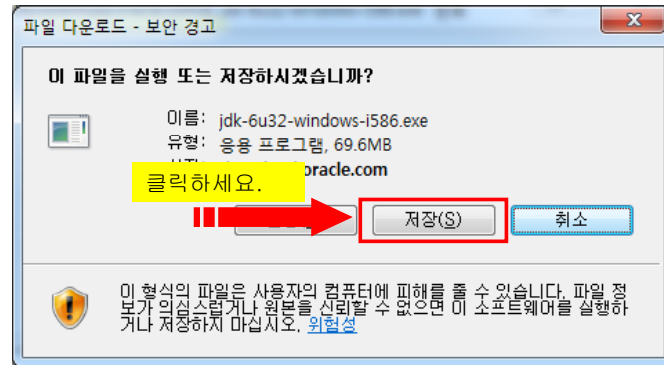 파일 다운로드 - 보안 경고
이 파일을 실행 또는 저장하시겠습니까?
이름: jdk-6u32-windows-i586.exe
유형: 응용 프로그램, 69.6MB
oracle.com
클릭하세요.
저장(S) 취소
이 형식의 파일은 사용자의 컴퓨터에 피해를 줄 수 있습니다. 파일 정
보가 의심스럽거나 원본을 신뢰할 수 없으면 이 소프트웨어를 실행하
거나 저장하지 마십시오. 위험성